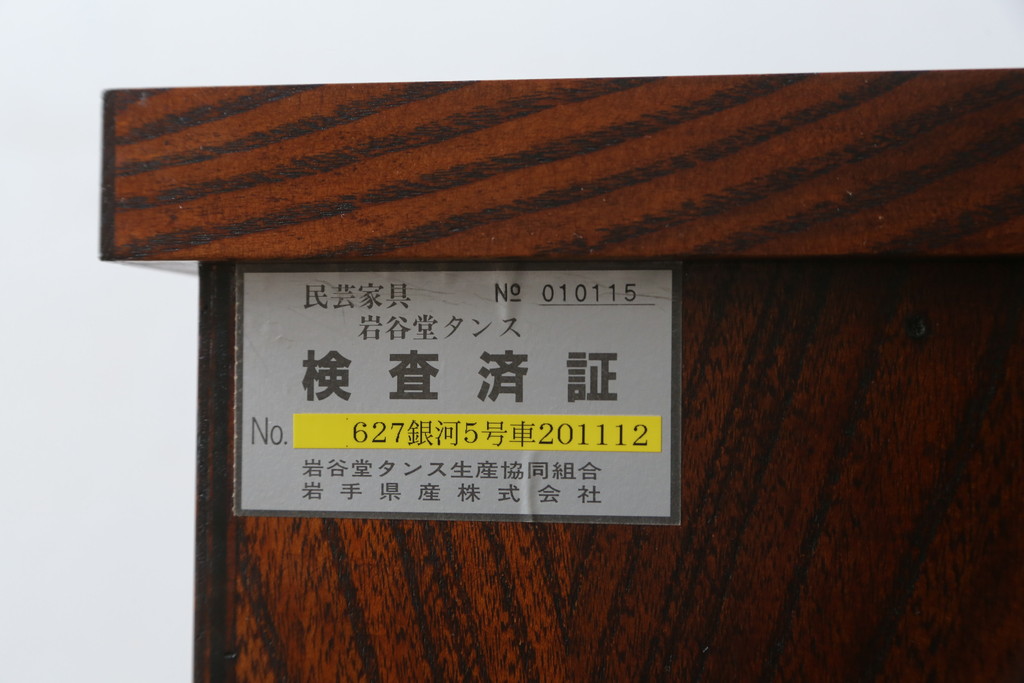 民芸家具 № 010115
岩谷堂タンス
検査済証
No. 627銀河5号車201112
岩谷堂タンス生産協同組合
岩手県産株式会社